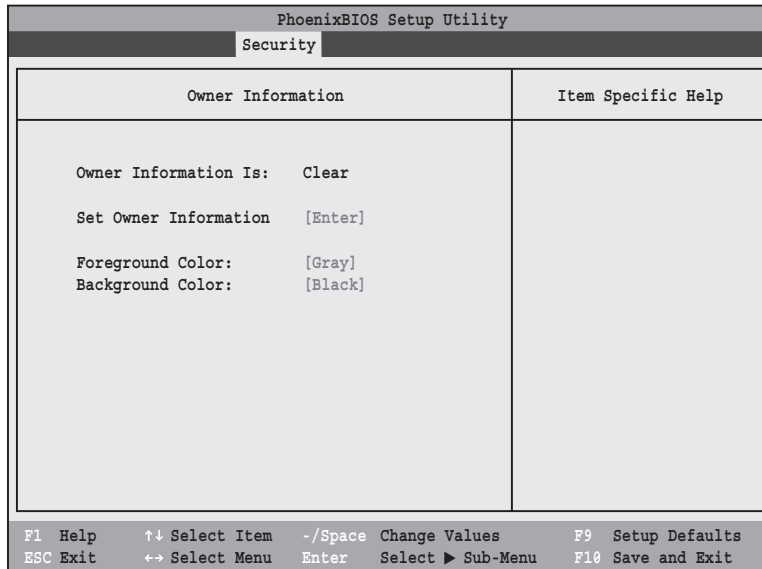 PhoenixBIOS Setup Utility
Security
Owner Information
Item Specific Help
Owner Information Is: Clear
Set Owner Information [Enter]
Foreground Color: [Gray]
Background Color: [Black]
F1 Help ↑↓ Select Item -/Space Change Values F9 Setup Defaults
ESC Exit ←→ Select Menu Enter Select ▶ Sub-Menu F10 Save and Exit